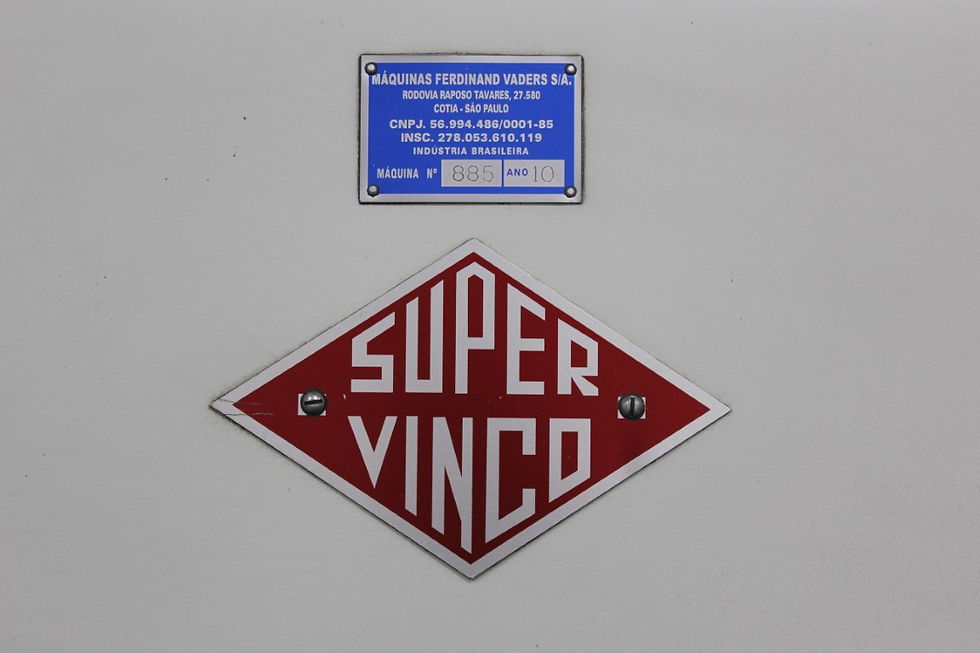 MÁQUINAS FERDINAND VADERS S/A.
RODOVIA RAPOSO TAVARES, 27.580
COTIA - SÃO PAULO
CNPJ. 56.994.486/0001-85
INSC. 278.053.610.119
INDÚSTRIA BRASILEIRA
MÁQUINA Nº 885 ANO 10
SUPER
VINCO